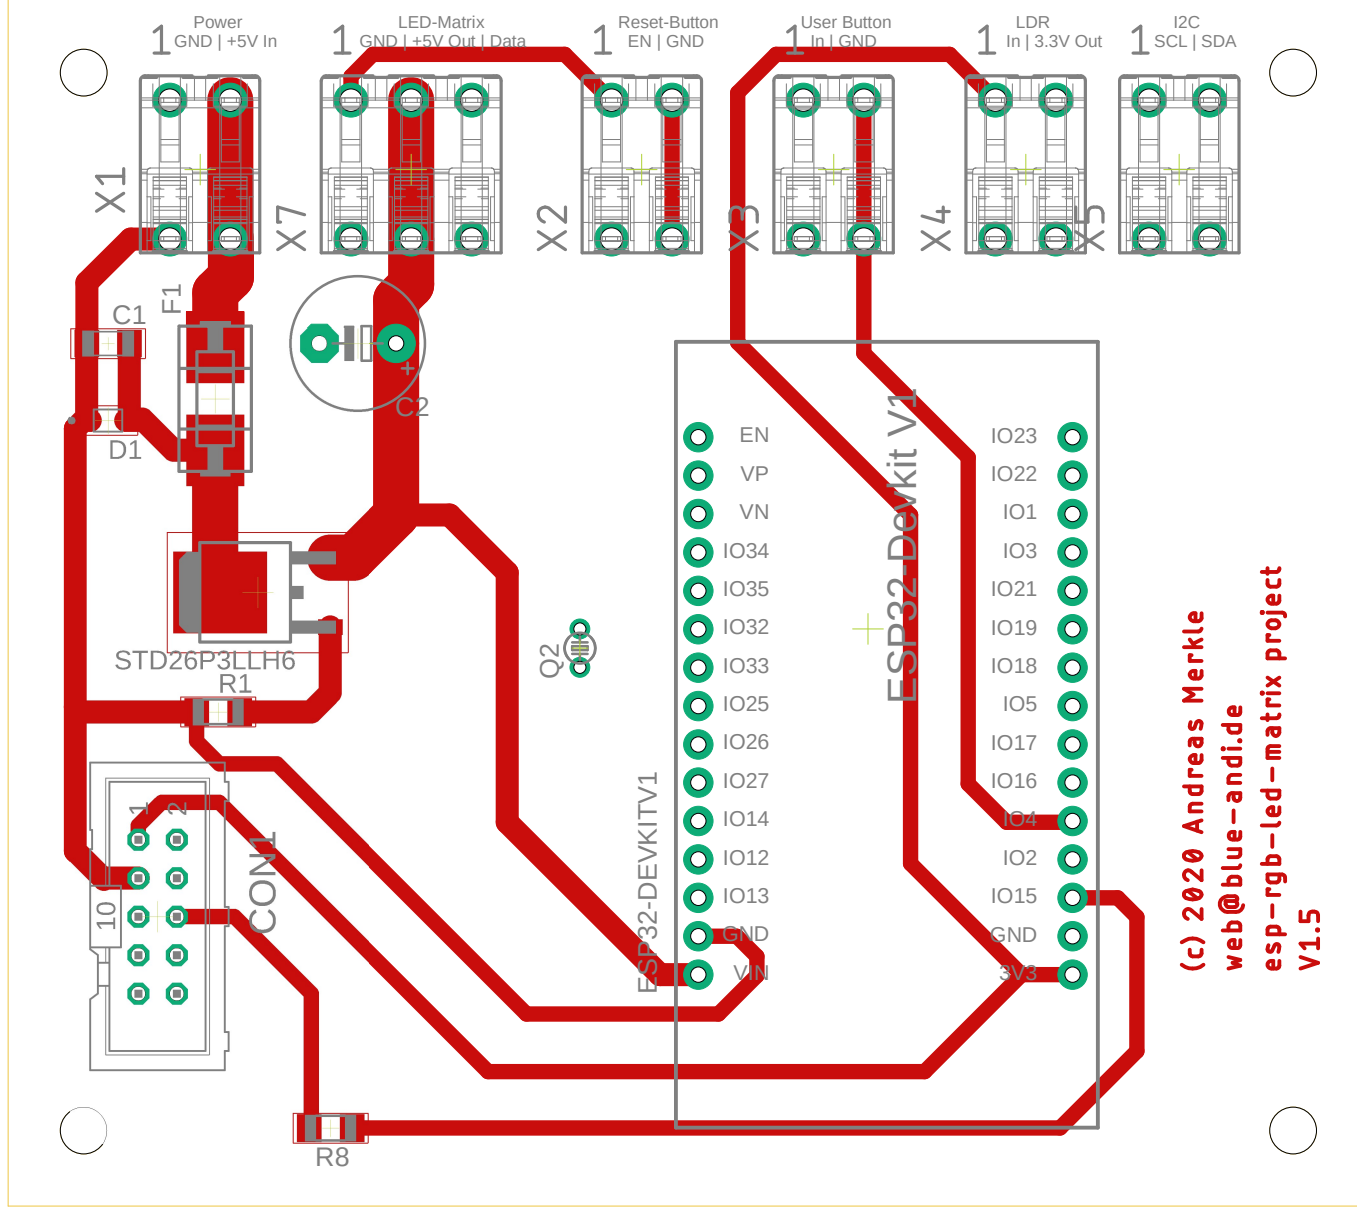 Power
1 GND | +5V In
LED-Matrix
1 GND | +5V Out | Data
Reset-Button
1 EN | GND
User Button
1 In | GND
LDR
1 In | 3.3V Out
I2C
1 SCL | SDA
X1
X7
X2
X3
X4
X5
F1
C1
+
C2
D1
STD26P3LLH6
R1
Q2
1
2
10
CON1
R8
ESP32-DEVKITV1
ESP32-Devkit V1
EN
VP
VN
IO34
IO35
IO32
IO33
IO25
IO26
IO27
IO14
IO12
IO13
GND
VIN
IO23
IO22
IO1
IO3
IO21
IO19
IO18
IO5
IO17
IO16
IO4
IO2
IO15
GND
3V3
(c) 2020 Andreas Merkle
web@blue-andi.de
esp-rgb-led-matrix project
V1.5